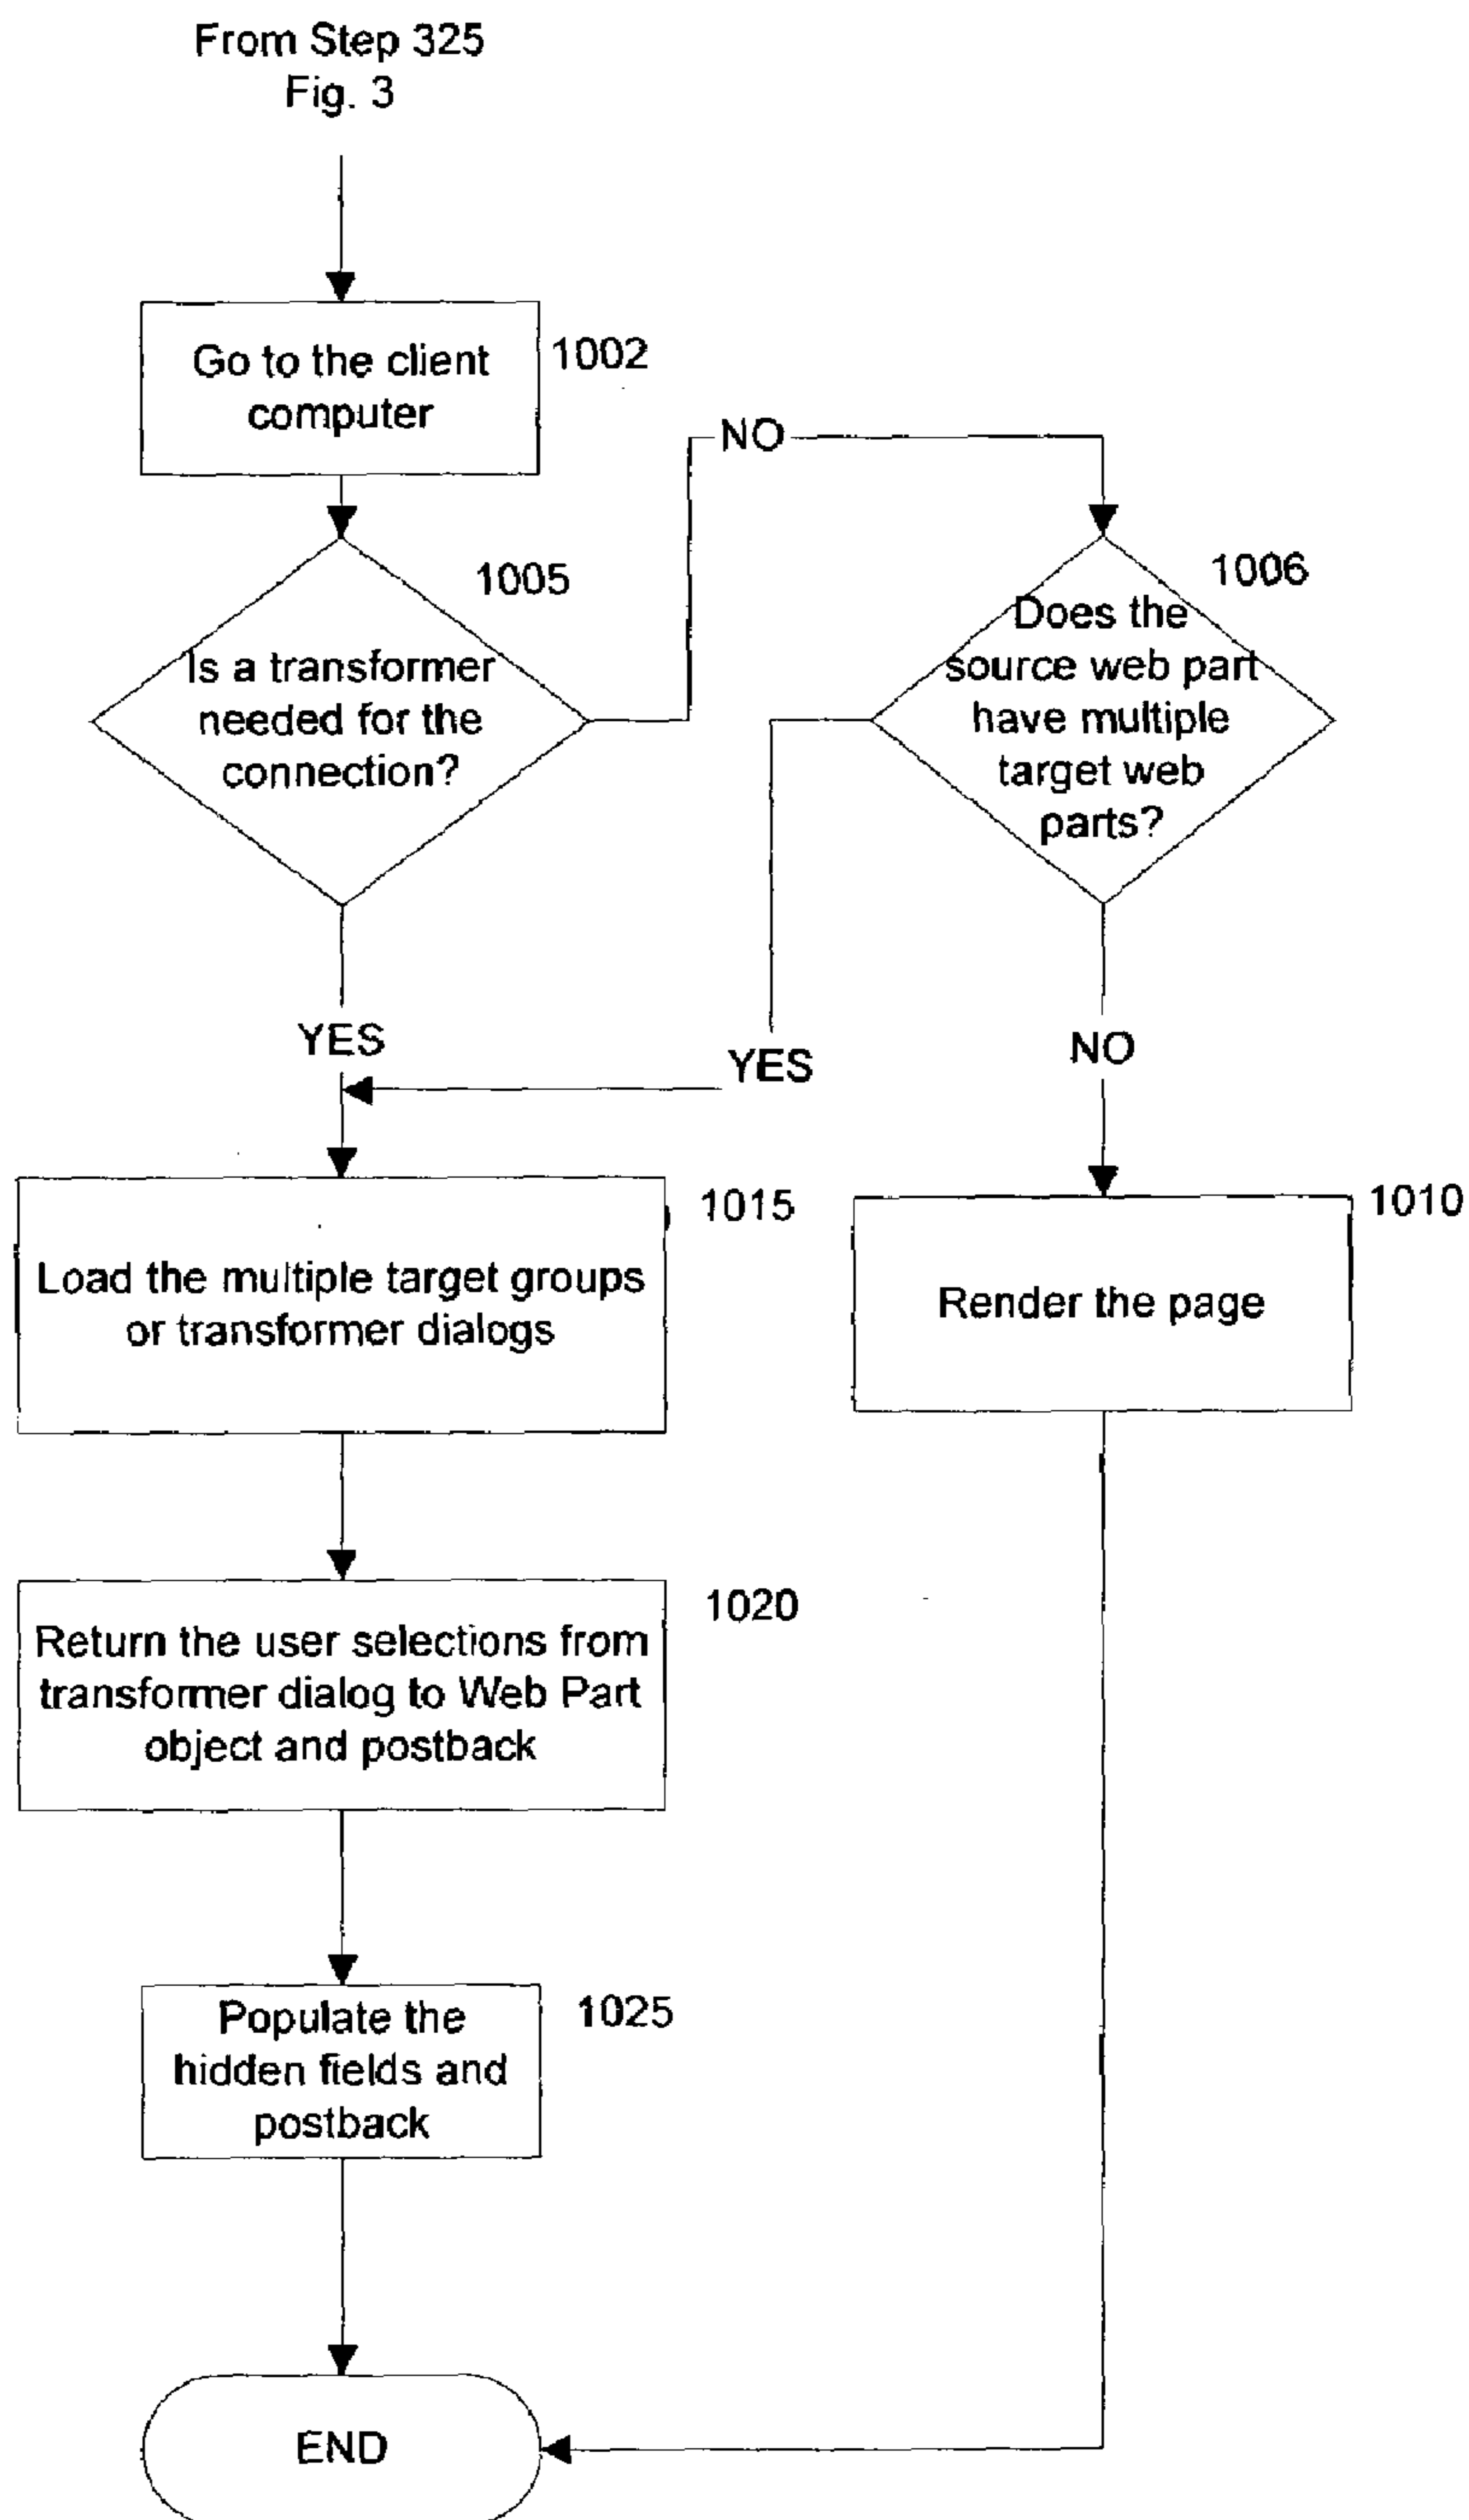 From Step 325
Fig. 3
Go to the client
computer
1002
NO
1005
Is a transformer
needed for the
connection?
1006
Does the
source web part
have multiple
target web
parts?
YES
YES
NO
1015
Load the multiple target groups
or transformer dialogs
1010
Render the page
1020
Return the user selections from
transformer dialog to Web Part
object and postback
1025
Populate the
hidden fields and
postback
END